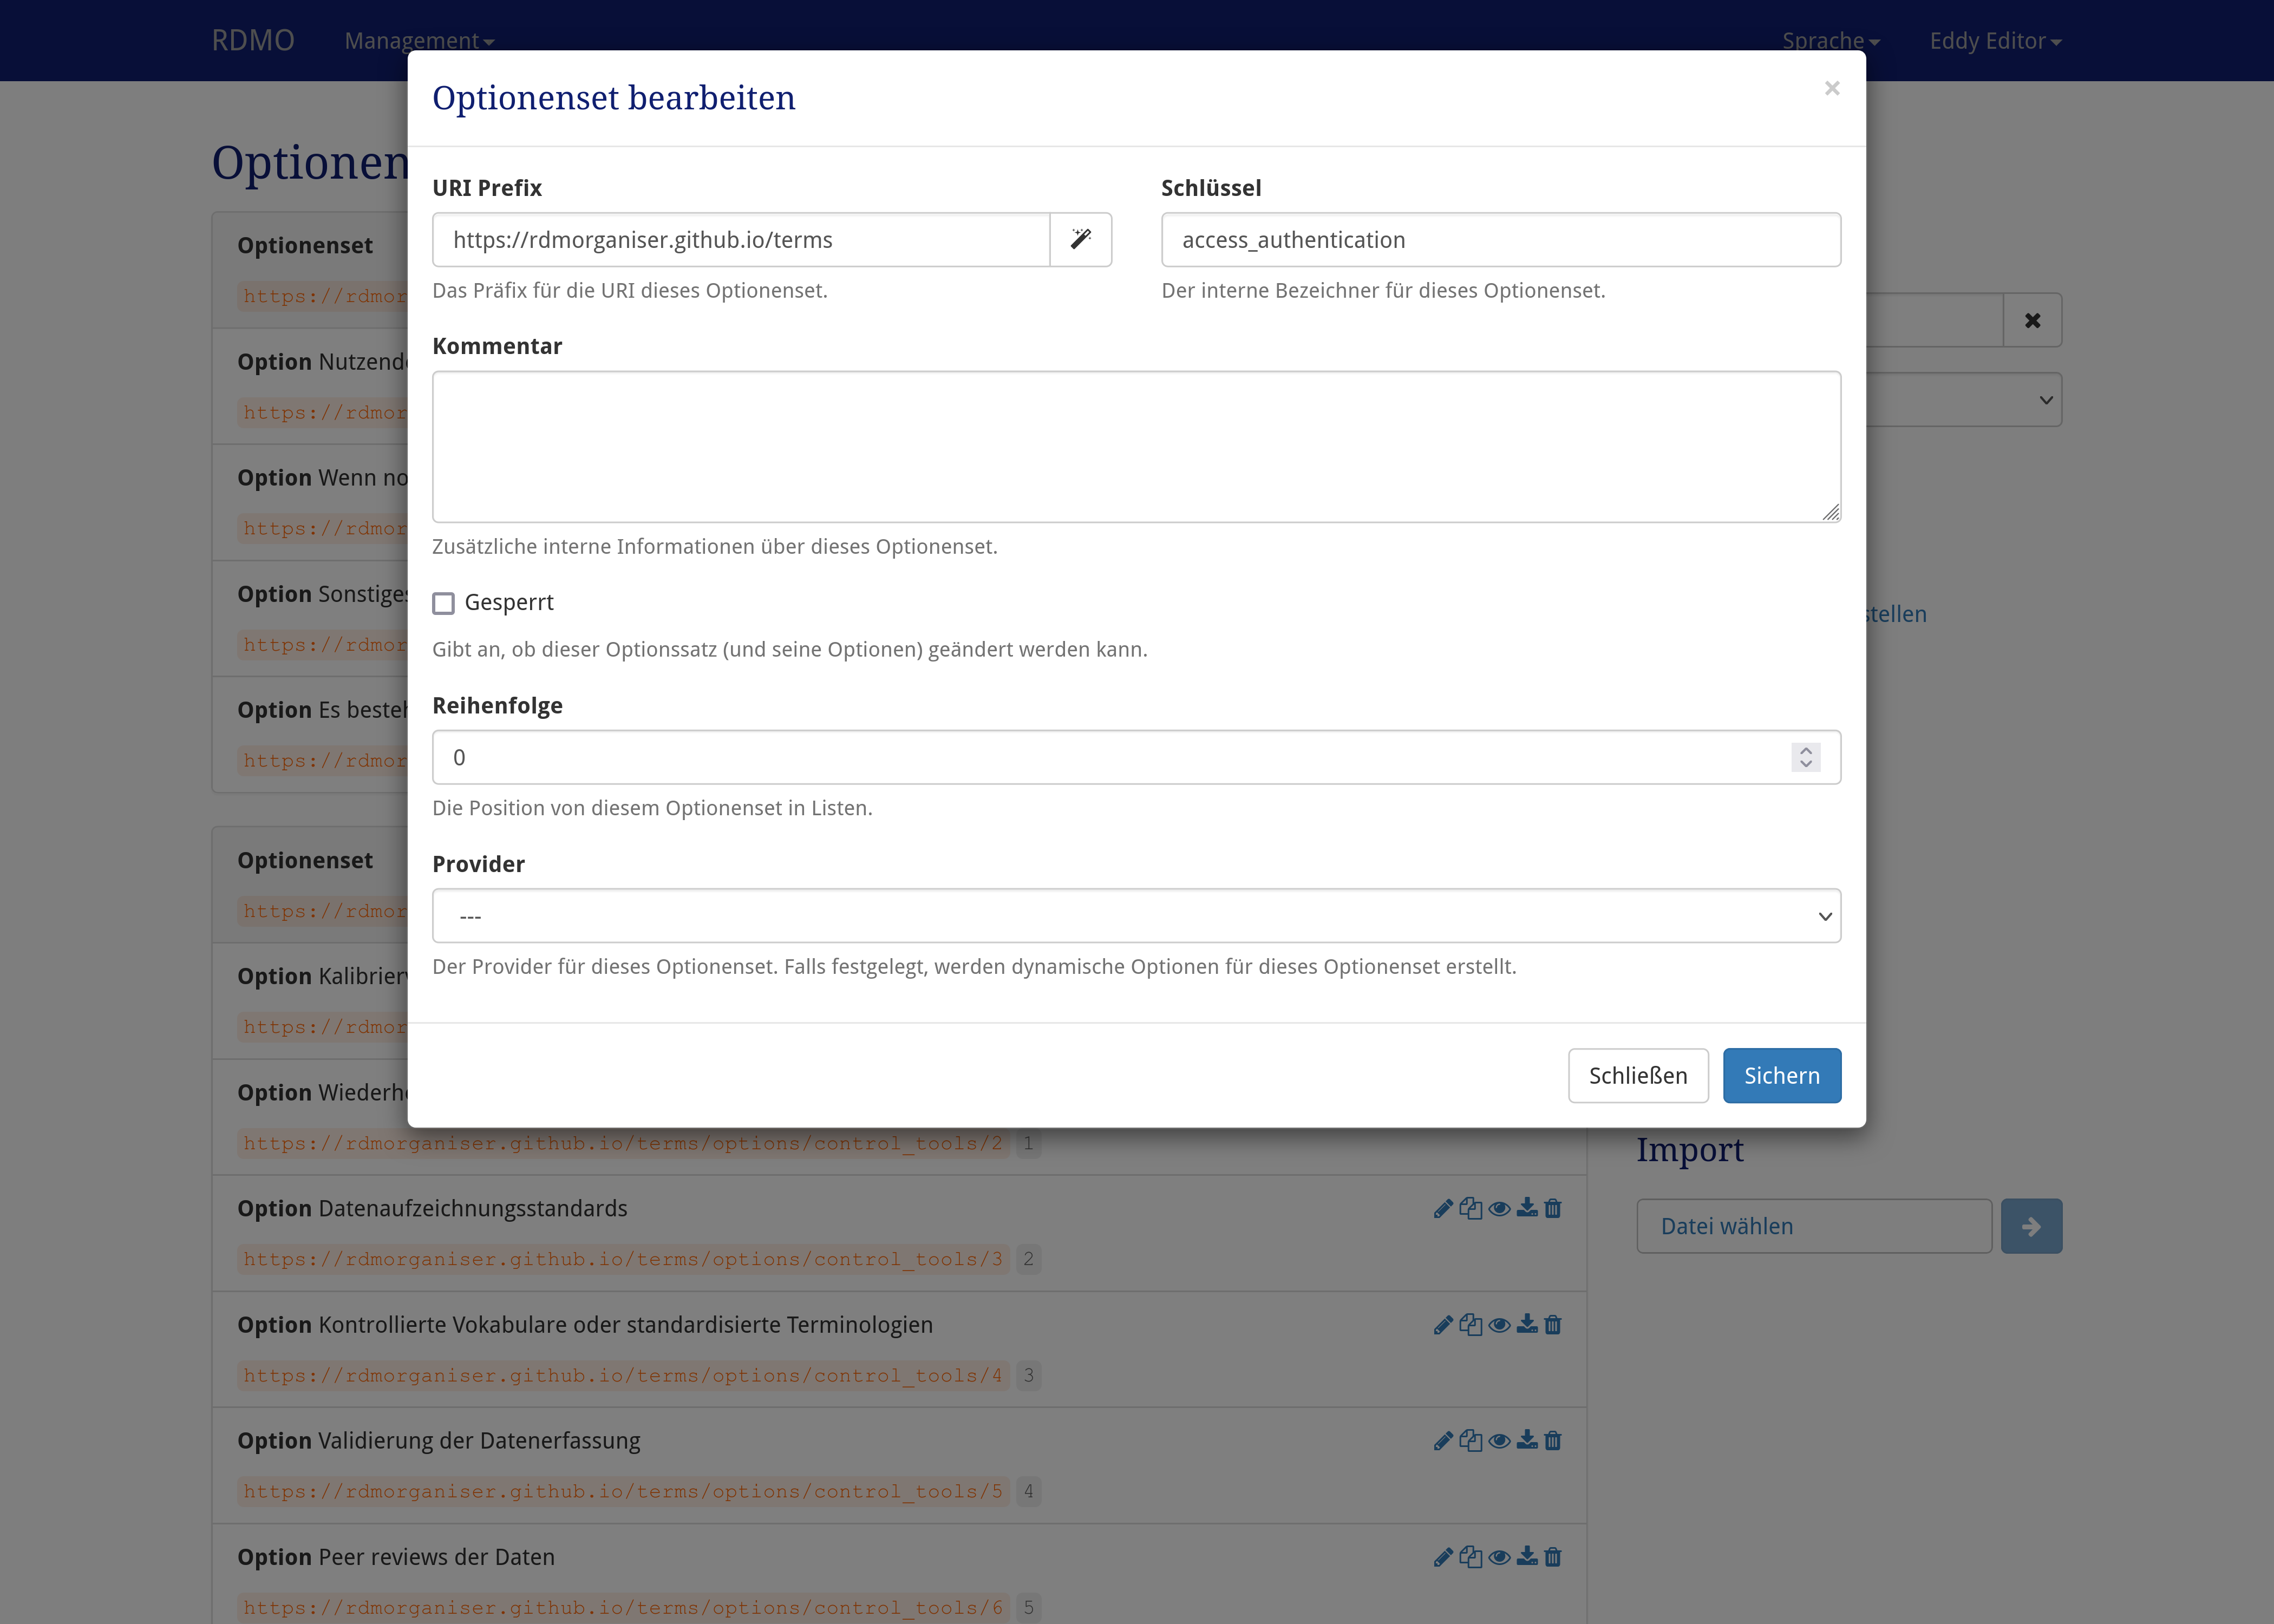 RDMO Management Sprache Eddy Editor
Optionenset bearbeiten ×
URI Prefix
https://rdmorganiser.github.io/terms
Das Präfix für die URI dieses Optionenset.
Schlüssel
access_authentication
Der interne Bezeichner für dieses Optionenset.
Kommentar
Zusätzliche interne Informationen über dieses Optionenset.
Gesperrt
Gibt an, ob dieser Optionssatz (und seine Optionen) geändert werden kann.
Reihenfolge
0
Die Position von diesem Optionenset in Listen.
Provider
---
Der Provider für dieses Optionenset. Falls festgelegt, werden dynamische Optionen für dieses Optionenset erstellt.
Schließen Sichern
Optionen
Optionenset
https://rdmor
Option Nutzende
https://rdmor
Option Wenn no
https://rdmor
Option Sonstiges
https://rdmor
Option Es besteh
https://rdmor
Optionenset
https://rdmor
Option Kalibrierv
https://rdmor
Option Wiederho
https://rdmorganiser.github.io/terms/options/control_tools/2 1
Option Datenaufzeichnungsstandards
https://rdmorganiser.github.io/terms/options/control_tools/3 2
Option Kontrollierte Vokabulare oder standardisierte Terminologien
https://rdmorganiser.github.io/terms/options/control_tools/4 3
Option Validierung der Datenerfassung
https://rdmorganiser.github.io/terms/options/control_tools/5 4
Option Peer reviews der Daten
https://rdmorganiser.github.io/terms/options/control_tools/6 5
stellen
Import
Datei wählen